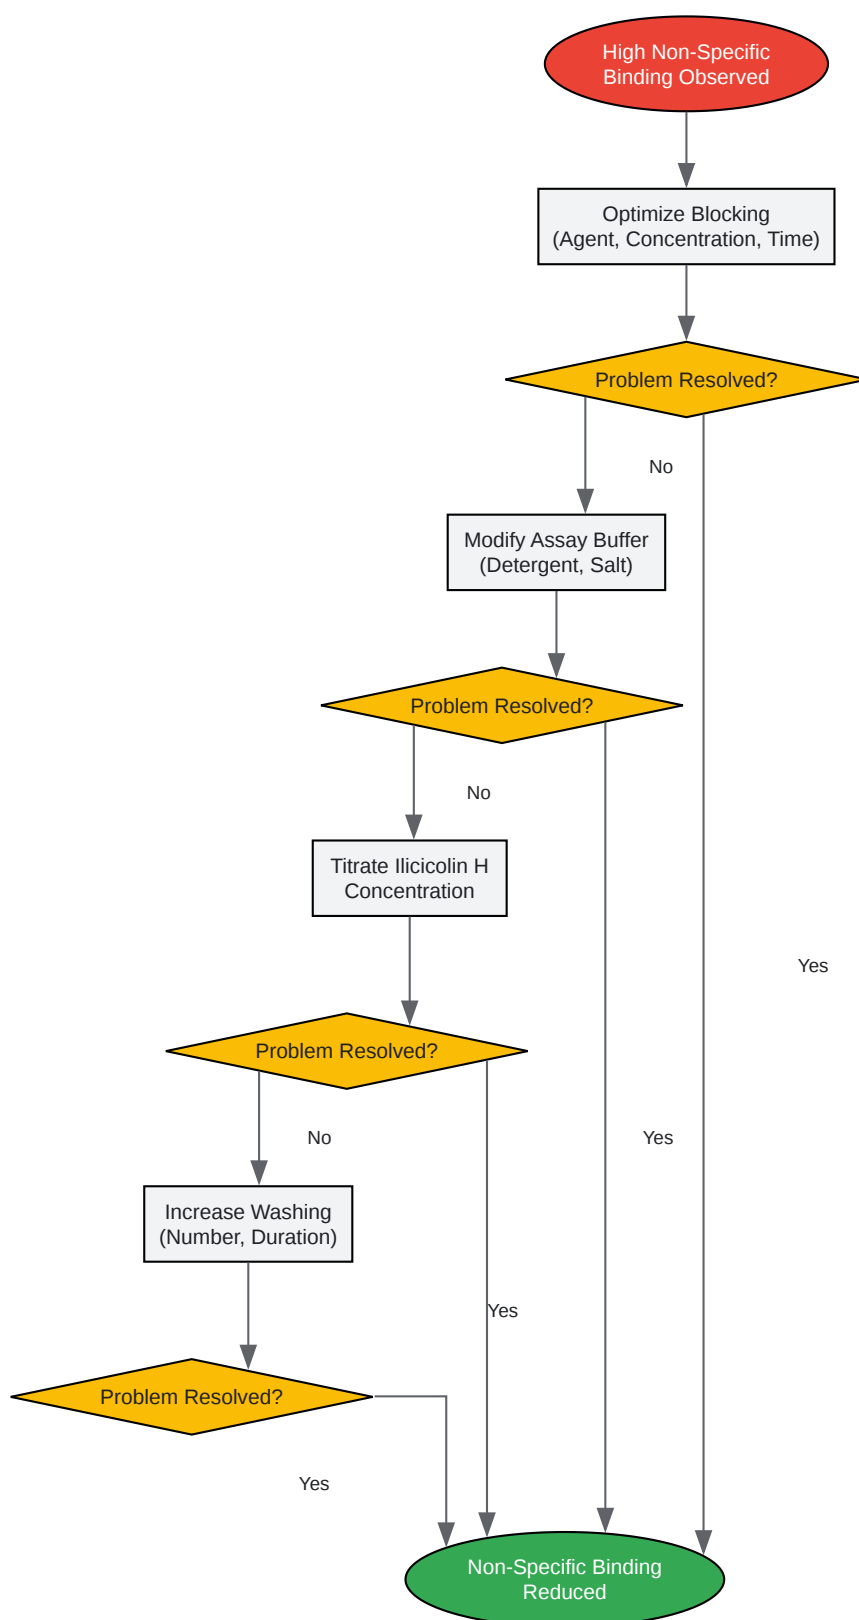 High Non-Specific
Binding Observed
Optimize Blocking
(Agent, Concentration, Time)
Problem Resolved?
No
Modify Assay Buffer
(Detergent, Salt)
Problem Resolved?
No
Titrate Ilicicolin H
Concentration
Yes
Problem Resolved?
No
Yes
Increase Washing
(Number, Duration)
Yes
Problem Resolved?
Yes
Non-Specific Binding
Reduced